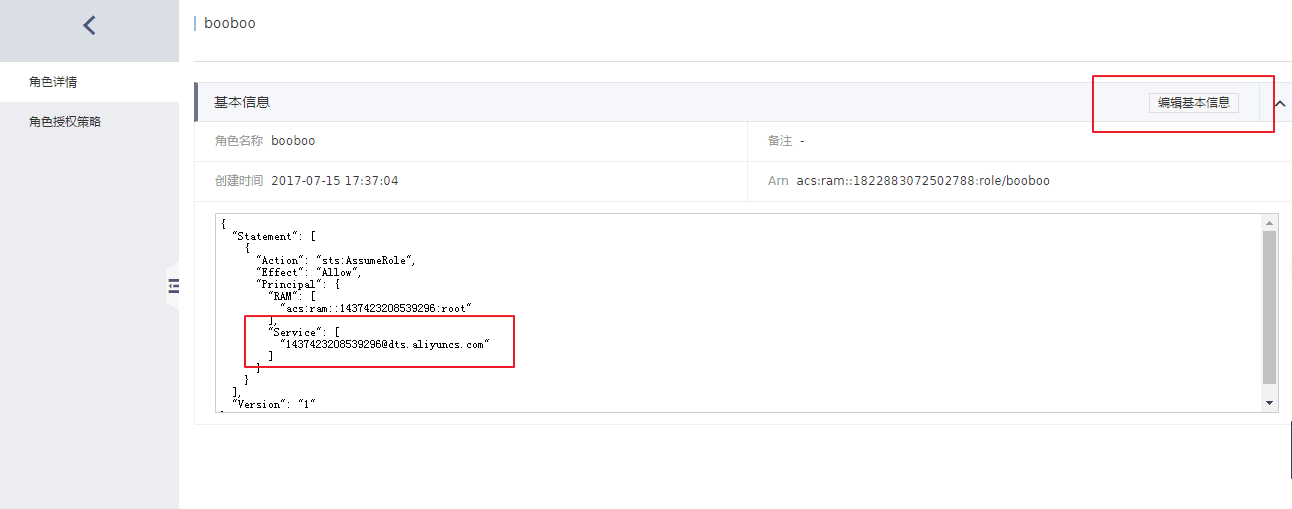 booboo
角色详情
角色授权策略
基本信息
编辑基本信息
角色名称 booboo
备注 -
创建时间 2017-07-15 17:37:04
Arn acs:ram::1822883072502788:role/booboo
{
"Statement": [
{
"Action": "sts:AssumeRole",
"Effect": "Allow",
"Principal": {
"RAM": [
"acs:ram::1437423208539296:root"
],
"Service": [
"1437423208539296@dts.aliyuncs.com"
]
}
}
],
"Version": "1"